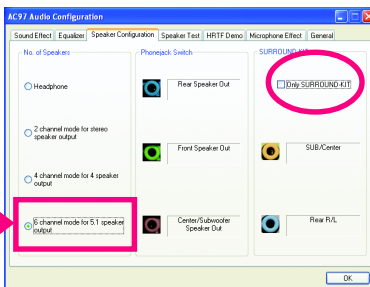 AC97 Audio Configuration
Sound Effect Equalizer Speaker Configuration Speaker Test HRTF Demo Microphone Effect General
No. of Speakers
Headphone
2 channel mode for stereo
speaker output
4 channel mode for 4 speaker
output
6 channel mode for 5.1 speaker
output
Phonejack Switch
Rear Speaker Out
Front Speaker Out
Center/Subwoofer
Speaker Out
SURROUND-KIT
Only SURROUND-KIT
SUB/Center
Rear R/L
OK